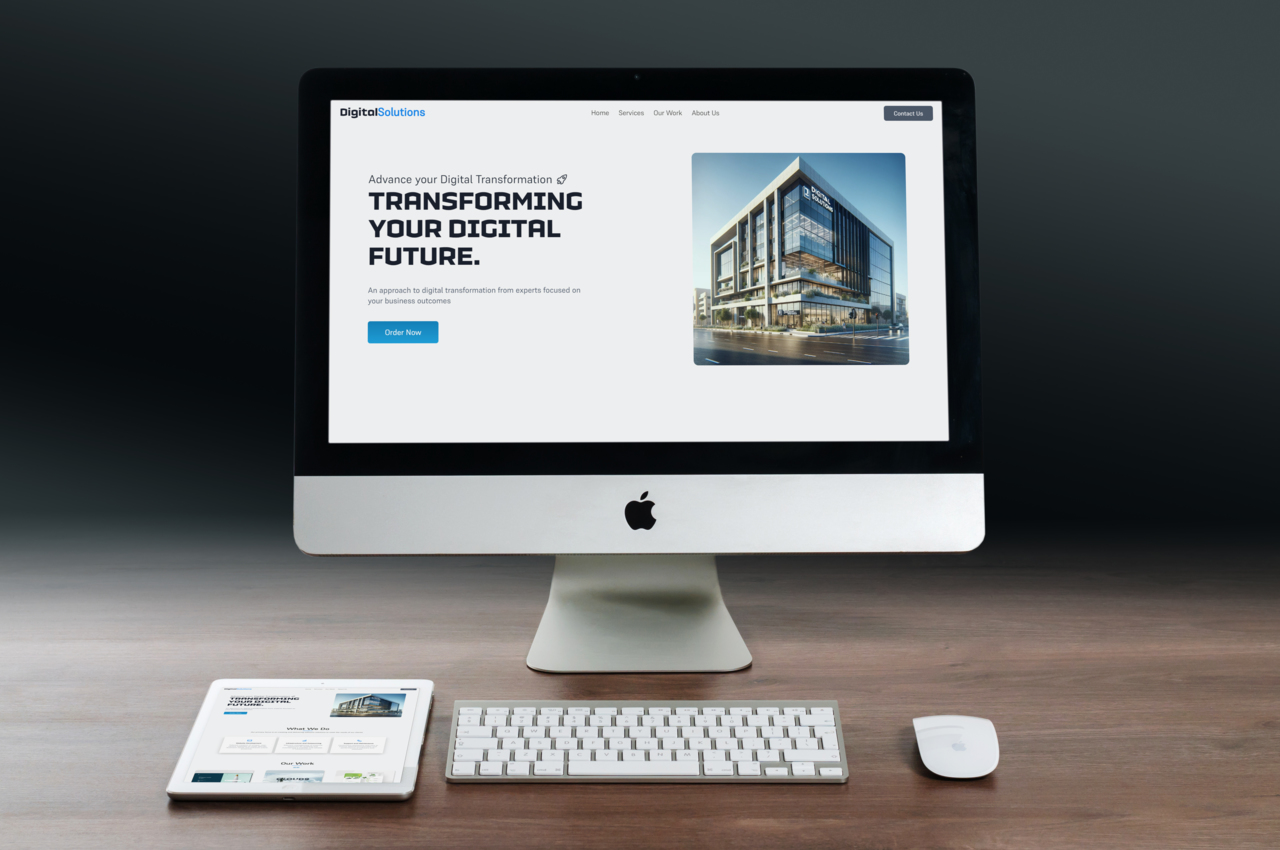 DigitalSolutions
Home Services Our Work About Us
Contact Us
Advance your Digital Transformation
TRANSFORMING
YOUR DIGITAL
FUTURE.
An approach to digital transformation from experts focused on
your business outcomes
Order Now
DIGITAL
SOLUTIONS
TRANSFORMING
YOUR DIGITAL
FUTURE.
What We Do
Our Work